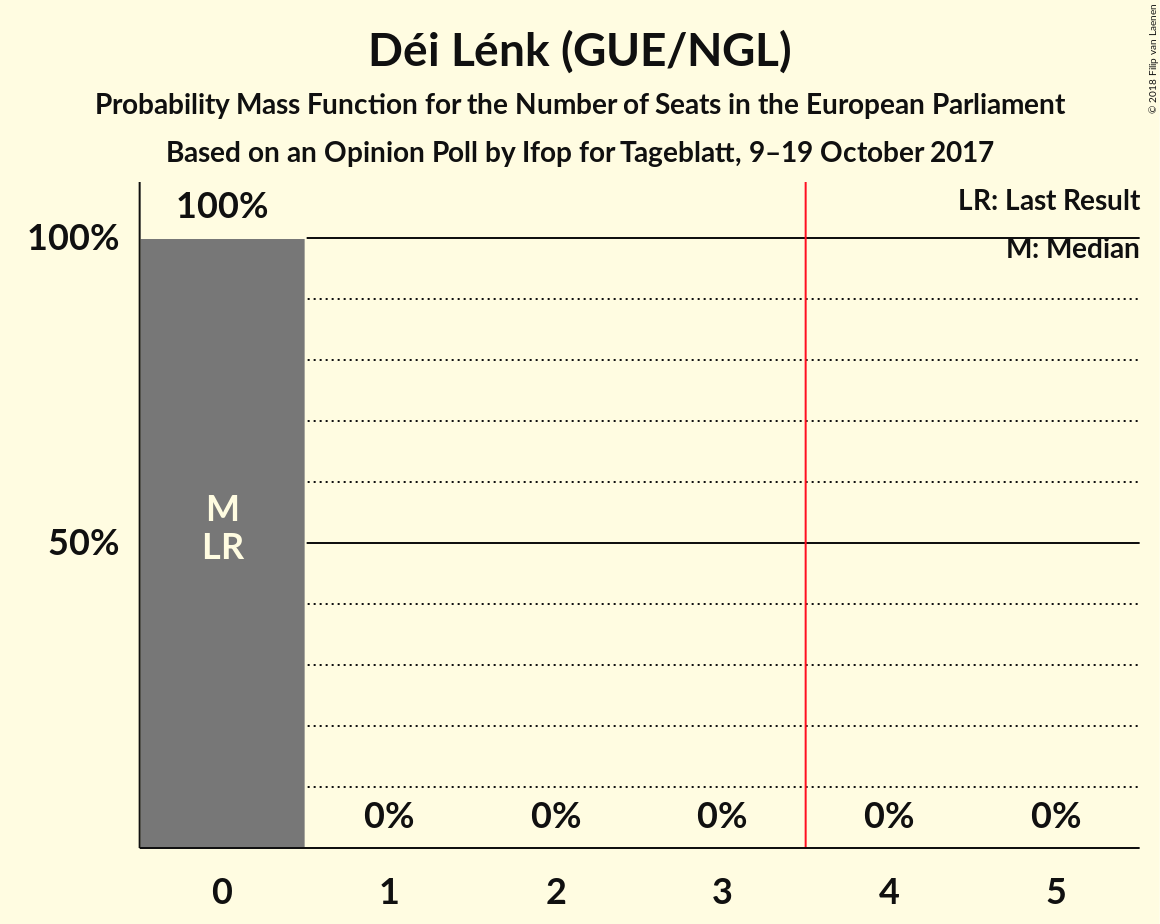 Déi Lénk (GUE/NGL)
Probability Mass Function for the Number of Seats in the European Parliament
Based on an Opinion Poll by Ifop for Tageblatt, 9–19 October 2017
© 2018 Filip van Laenen
LR: Last Result
M: Median
100%
100%
50%
M
LR
0% 0% 0% 0% 0%
0 1 2 3 4 5